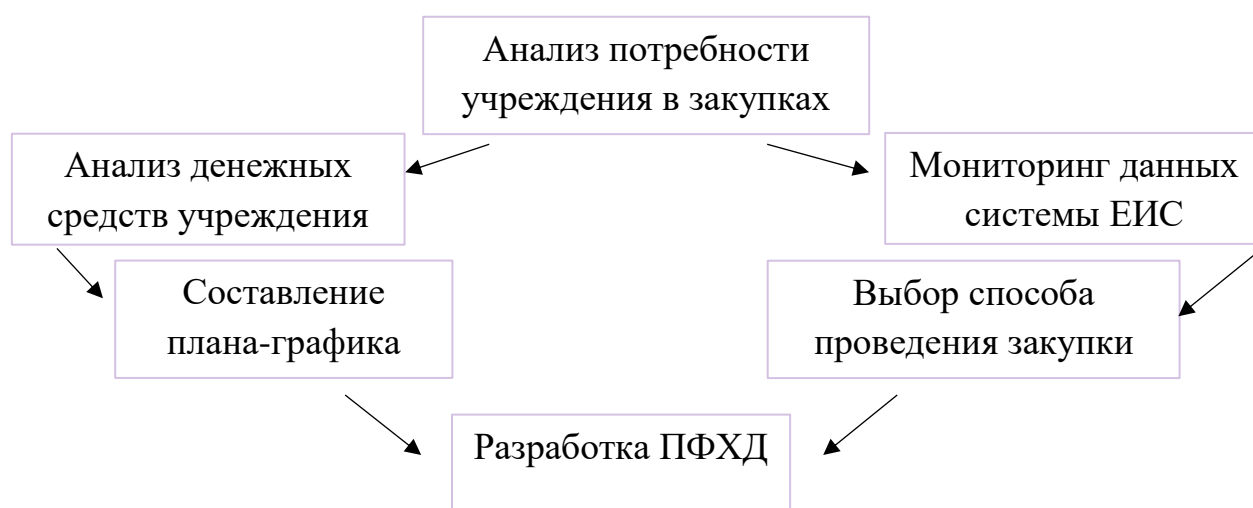 Анализ потребности
учреждения в закупках
Анализ денежных
средств учреждения
Мониторинг данных
системы ЕИС
Составление
плана-графика
Выбор способа
проведения закупки
Разработка ПФХД